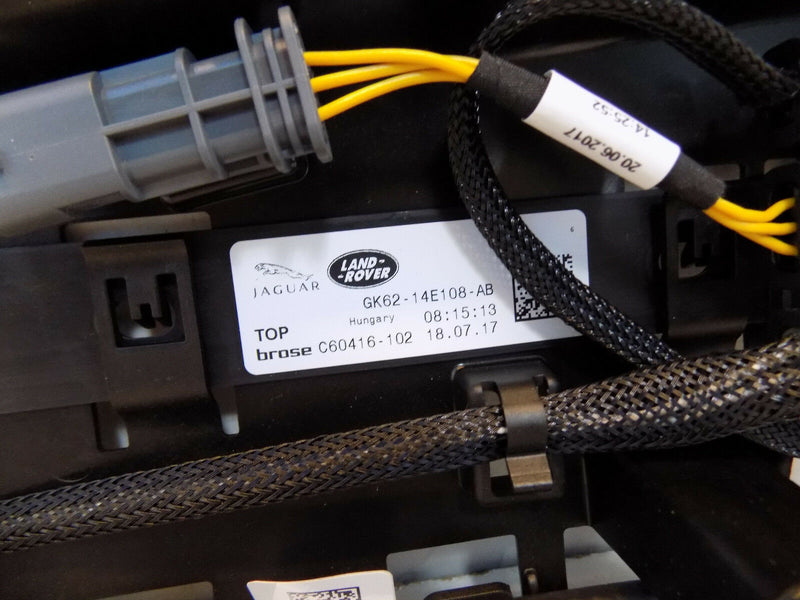 20.06.2017
14-25-52
6
JAGUAR LAND-ROVER
GK62-14E108-AB
Hungary 08:15:13
TOP
brose C60416-102 18.07.17